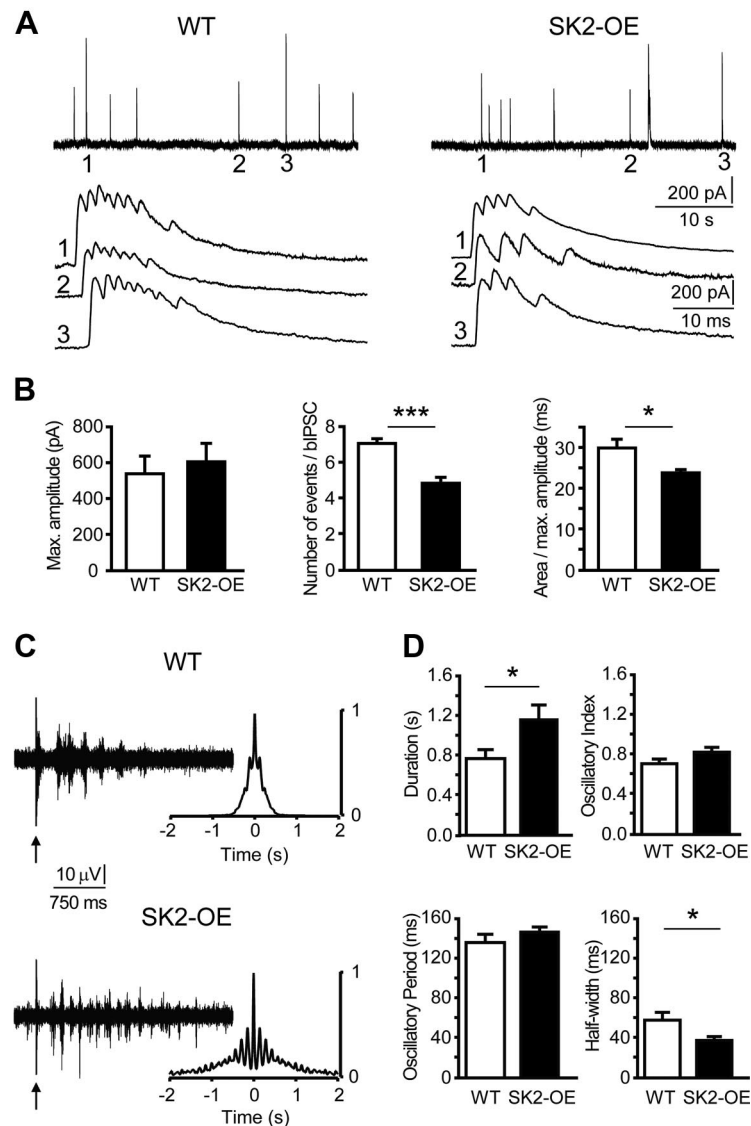 A
WT
SK2-OE
1
2
3
1
2
3
200 pA
10 s
1
2
3
1
2
3
200 pA
10 ms
B
Max. amplitude (pA)
800
600
400
200
0
WT
SK2-OE
Number of events / bIPSC
8
6
4
2
0
***
WT
SK2-OE
Area / max. amplitude (ms)
30
20
10
0
*
WT
SK2-OE
C
WT
1
0
-2
-1
0
1
2
Time (s)
10 µV
750 ms
SK2-OE
1
0
-2
-1
0
1
2
Time (s)
D
Duration (s)
1.6
1.2
0.8
0.4
0.0
*
WT
SK2-OE
Oscillatory Index
1.6
1.2
0.8
0.4
0.0
WT
SK2-OE
Oscillatory Period (ms)
160
120
80
40
0
WT
SK2-OE
Half-width (ms)
160
120
80
40
0
*
WT
SK2-OE